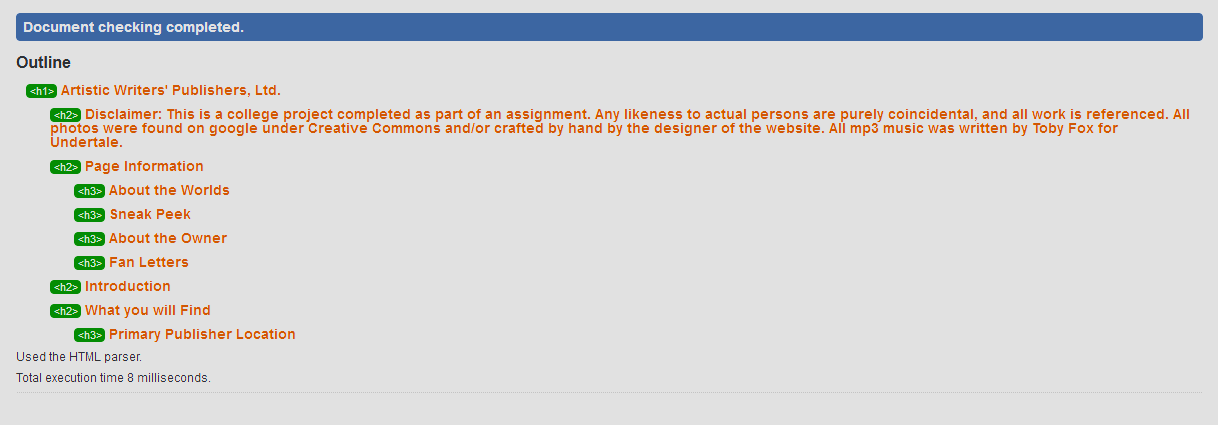 Document checking completed.
Outline
<h1> Artistic Writers' Publishers, Ltd.
<h2> Disclaimer: This is a college project completed as part of an assignment. Any likeness to actual persons are purely coincidental, and all work is referenced. All
photos were found on google under Creative Commons and/or crafted by hand by the designer of the website. All mp3 music was written by Toby Fox for
Undertale.
<h2> Page Information
<h3> About the Worlds
<h3> Sneak Peek
<h3> About the Owner
<h3> Fan Letters
<h2> Introduction
<h2> What you will Find
<h3> Primary Publisher Location
Used the HTML parser.
Total execution time 8 milliseconds.